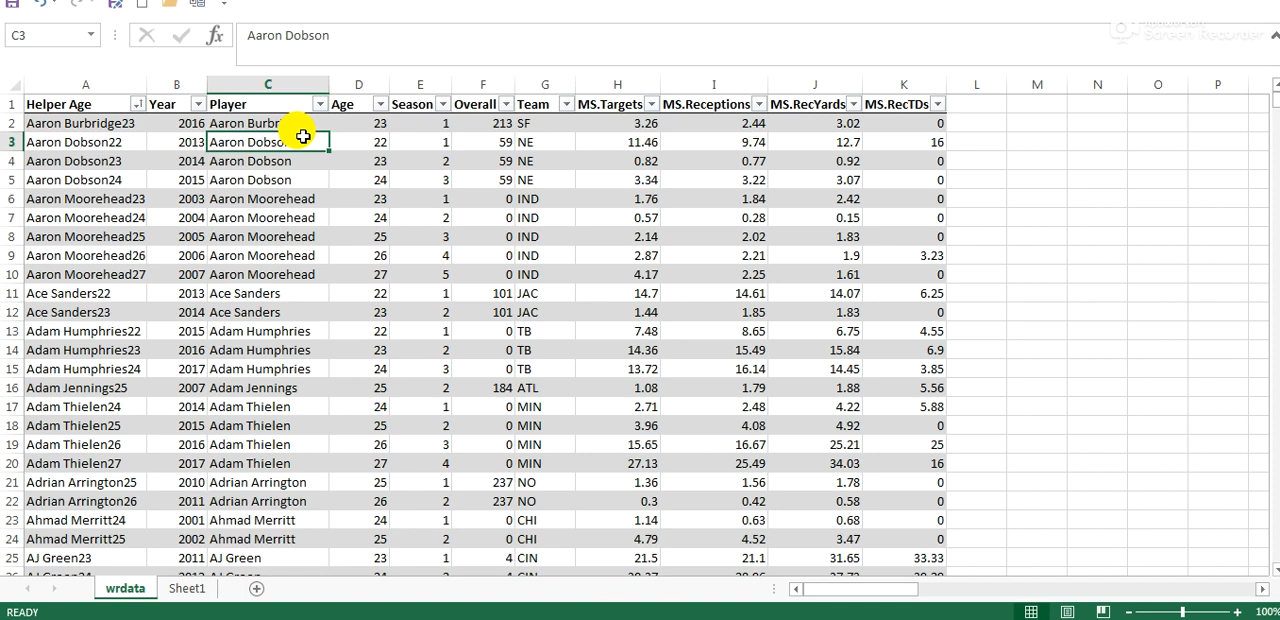 C3 fx Aaron Dobson
Screen Recorder
A B C D E F G H I J K L M N O P
1 Helper Age Year Player Age Season Overall Team MS.Targets MS.Receptions MS.RecYards MS.RecTDs
2 Aaron Burbridge23 2016 Aaron Burbri 23 1 213 SF 3.26 2.44 3.02 0
3 Aaron Dobson22 2013 Aaron Dobson 22 1 59 NE 11.46 9.74 12.7 16
4 Aaron Dobson23 2014 Aaron Dobson 23 2 59 NE 0.82 0.77 0.92 0
5 Aaron Dobson24 2015 Aaron Dobson 24 3 59 NE 3.34 3.22 3.07 0
6 Aaron Moorehead23 2003 Aaron Moorehead 23 1 0 IND 1.76 1.84 2.42 0
7 Aaron Moorehead24 2004 Aaron Moorehead 24 2 0 IND 0.57 0.28 0.15 0
8 Aaron Moorehead25 2005 Aaron Moorehead 25 3 0 IND 2.14 2.02 1.83 0
9 Aaron Moorehead26 2006 Aaron Moorehead 26 4 0 IND 2.87 2.21 1.9 3.23
10 Aaron Moorehead27 2007 Aaron Moorehead 27 5 0 IND 4.17 2.25 1.61 0
11 Ace Sanders22 2013 Ace Sanders 22 1 101 JAC 14.7 14.61 14.07 6.25
12 Ace Sanders23 2014 Ace Sanders 23 2 101 JAC 1.44 1.85 1.83 0
13 Adam Humphries22 2015 Adam Humphries 22 1 0 TB 7.48 8.65 6.75 4.55
14 Adam Humphries23 2016 Adam Humphries 23 2 0 TB 14.36 15.49 15.84 6.9
15 Adam Humphries24 2017 Adam Humphries 24 3 0 TB 13.72 16.14 14.45 3.85
16 Adam Jennings25 2007 Adam Jennings 25 2 184 ATL 1.08 1.79 1.88 5.56
17 Adam Thielen24 2014 Adam Thielen 24 1 0 MIN 2.71 2.48 4.22 5.88
18 Adam Thielen25 2015 Adam Thielen 25 2 0 MIN 3.96 4.08 4.92 0
19 Adam Thielen26 2016 Adam Thielen 26 3 0 MIN 15.65 16.67 25.21 25
20 Adam Thielen27 2017 Adam Thielen 27 4 0 MIN 27.13 25.49 34.03 16
21 Adrian Arrington25 2010 Adrian Arrington 25 1 237 NO 1.36 1.56 1.78 0
22 Adrian Arrington26 2011 Adrian Arrington 26 2 237 NO 0.3 0.42 0.58 0
23 Ahmad Merritt24 2001 Ahmad Merritt 24 1 0 CHI 1.14 0.63 0.68 0
24 Ahmad Merritt25 2002 Ahmad Merritt 25 2 0 CHI 4.79 4.52 3.47 0
25 AJ Green23 2011 AJ Green 23 1 4 CIN 21.5 21.1 31.65 33.33
wrdata Sheet1
READY 100%